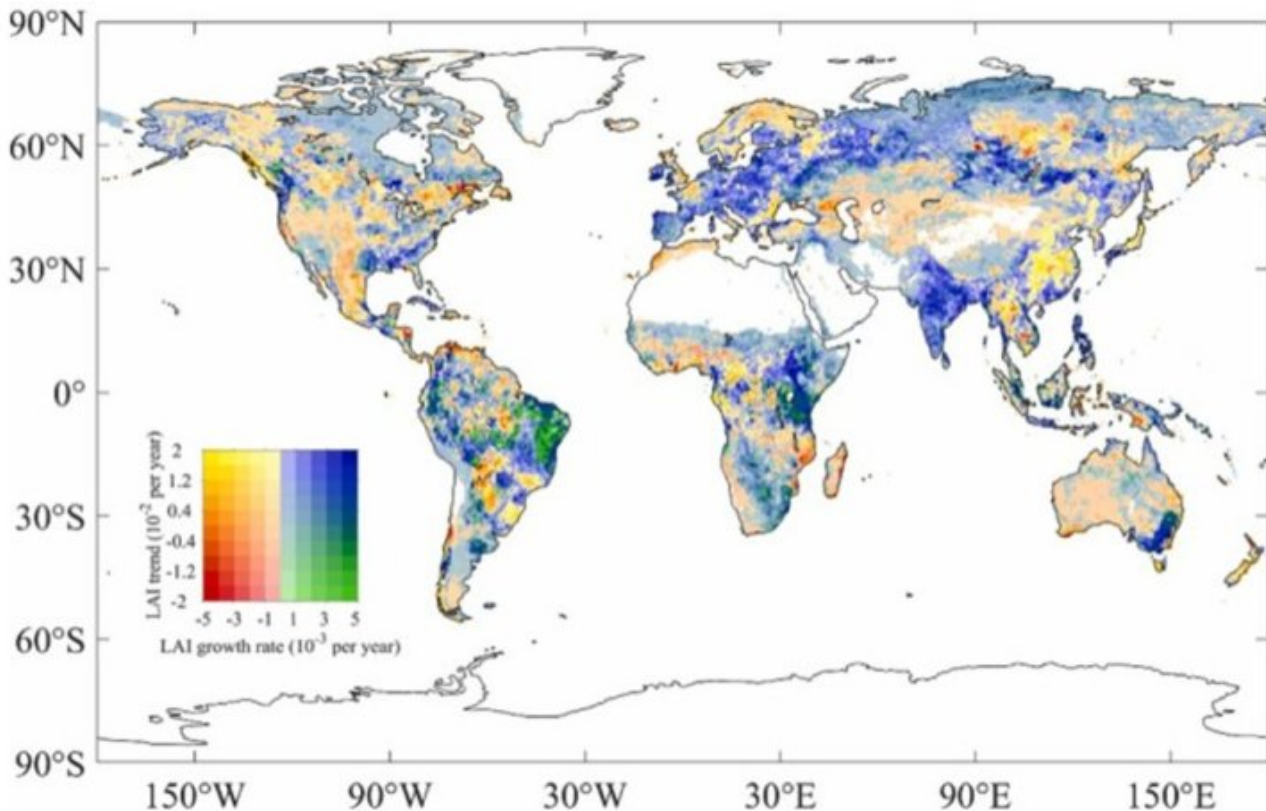 90°N
60°N
30°N
0°
30°S
60°S
90°S
150°W
90°W
30°W
30°E
90°E
150°E
LAI trend (10⁻² per year)
2
1.2
0.4
-0.4
-1.2
-2
-5
-3
-1
1
3
5
LAI growth rate (10⁻³ per year)